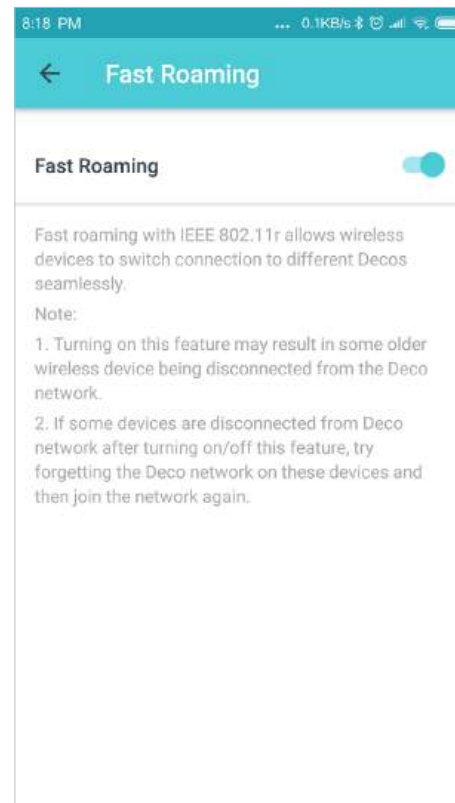 8:18 PM ... 0.1KB/s
Fast Roaming
Fast Roaming
Fast roaming with IEEE 802.11r allows wireless
devices to switch connection to different Decos
seamlessly.
Note:
1. Turning on this feature may result in some older
wireless device being disconnected from the Deco
network.
2. If some devices are disconnected from Deco
network after turning on/off this feature, try
forgetting the Deco network on these devices and
then join the network again.